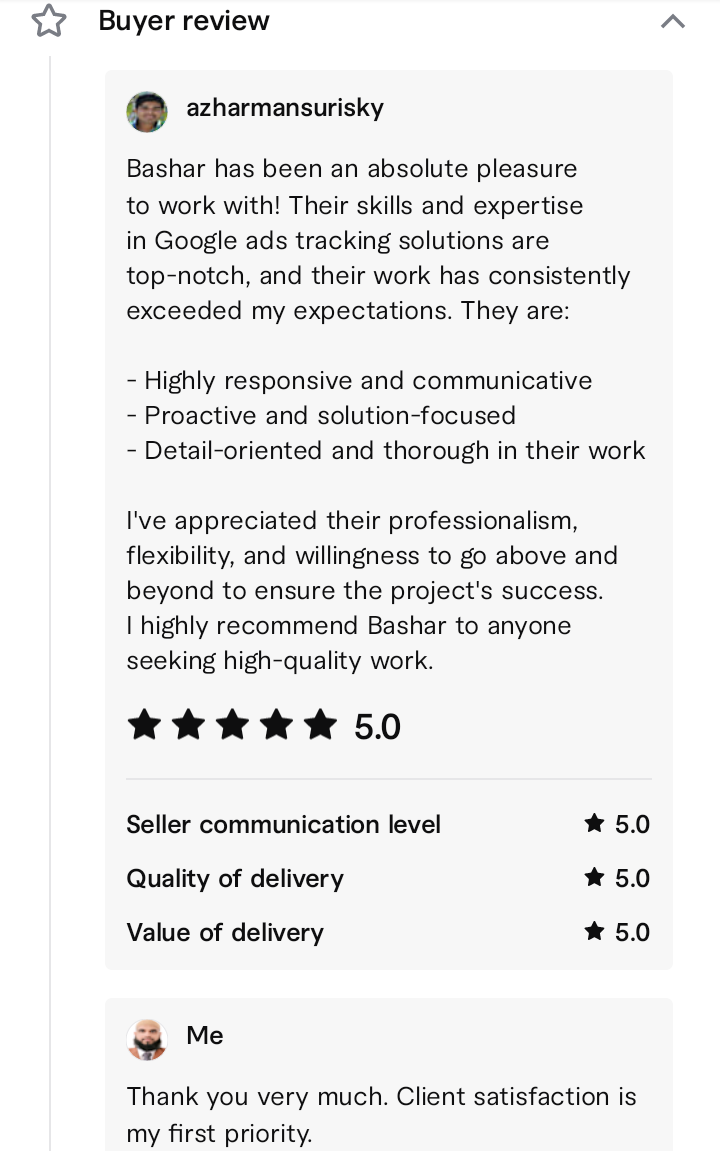 Buyer review
azharmansurisky
Bashar has been an absolute pleasure
to work with! Their skills and expertise
in Google ads tracking solutions are
top-notch, and their work has consistently
exceeded my expectations. They are:
- Highly responsive and communicative
- Proactive and solution-focused
- Detail-oriented and thorough in their work
I've appreciated their professionalism,
flexibility, and willingness to go above and
beyond to ensure the project's success.
I highly recommend Bashar to anyone
seeking high-quality work.
5.0
Seller communication level 5.0
Quality of delivery 5.0
Value of delivery 5.0
Me
Thank you very much. Client satisfaction is
my first priority.